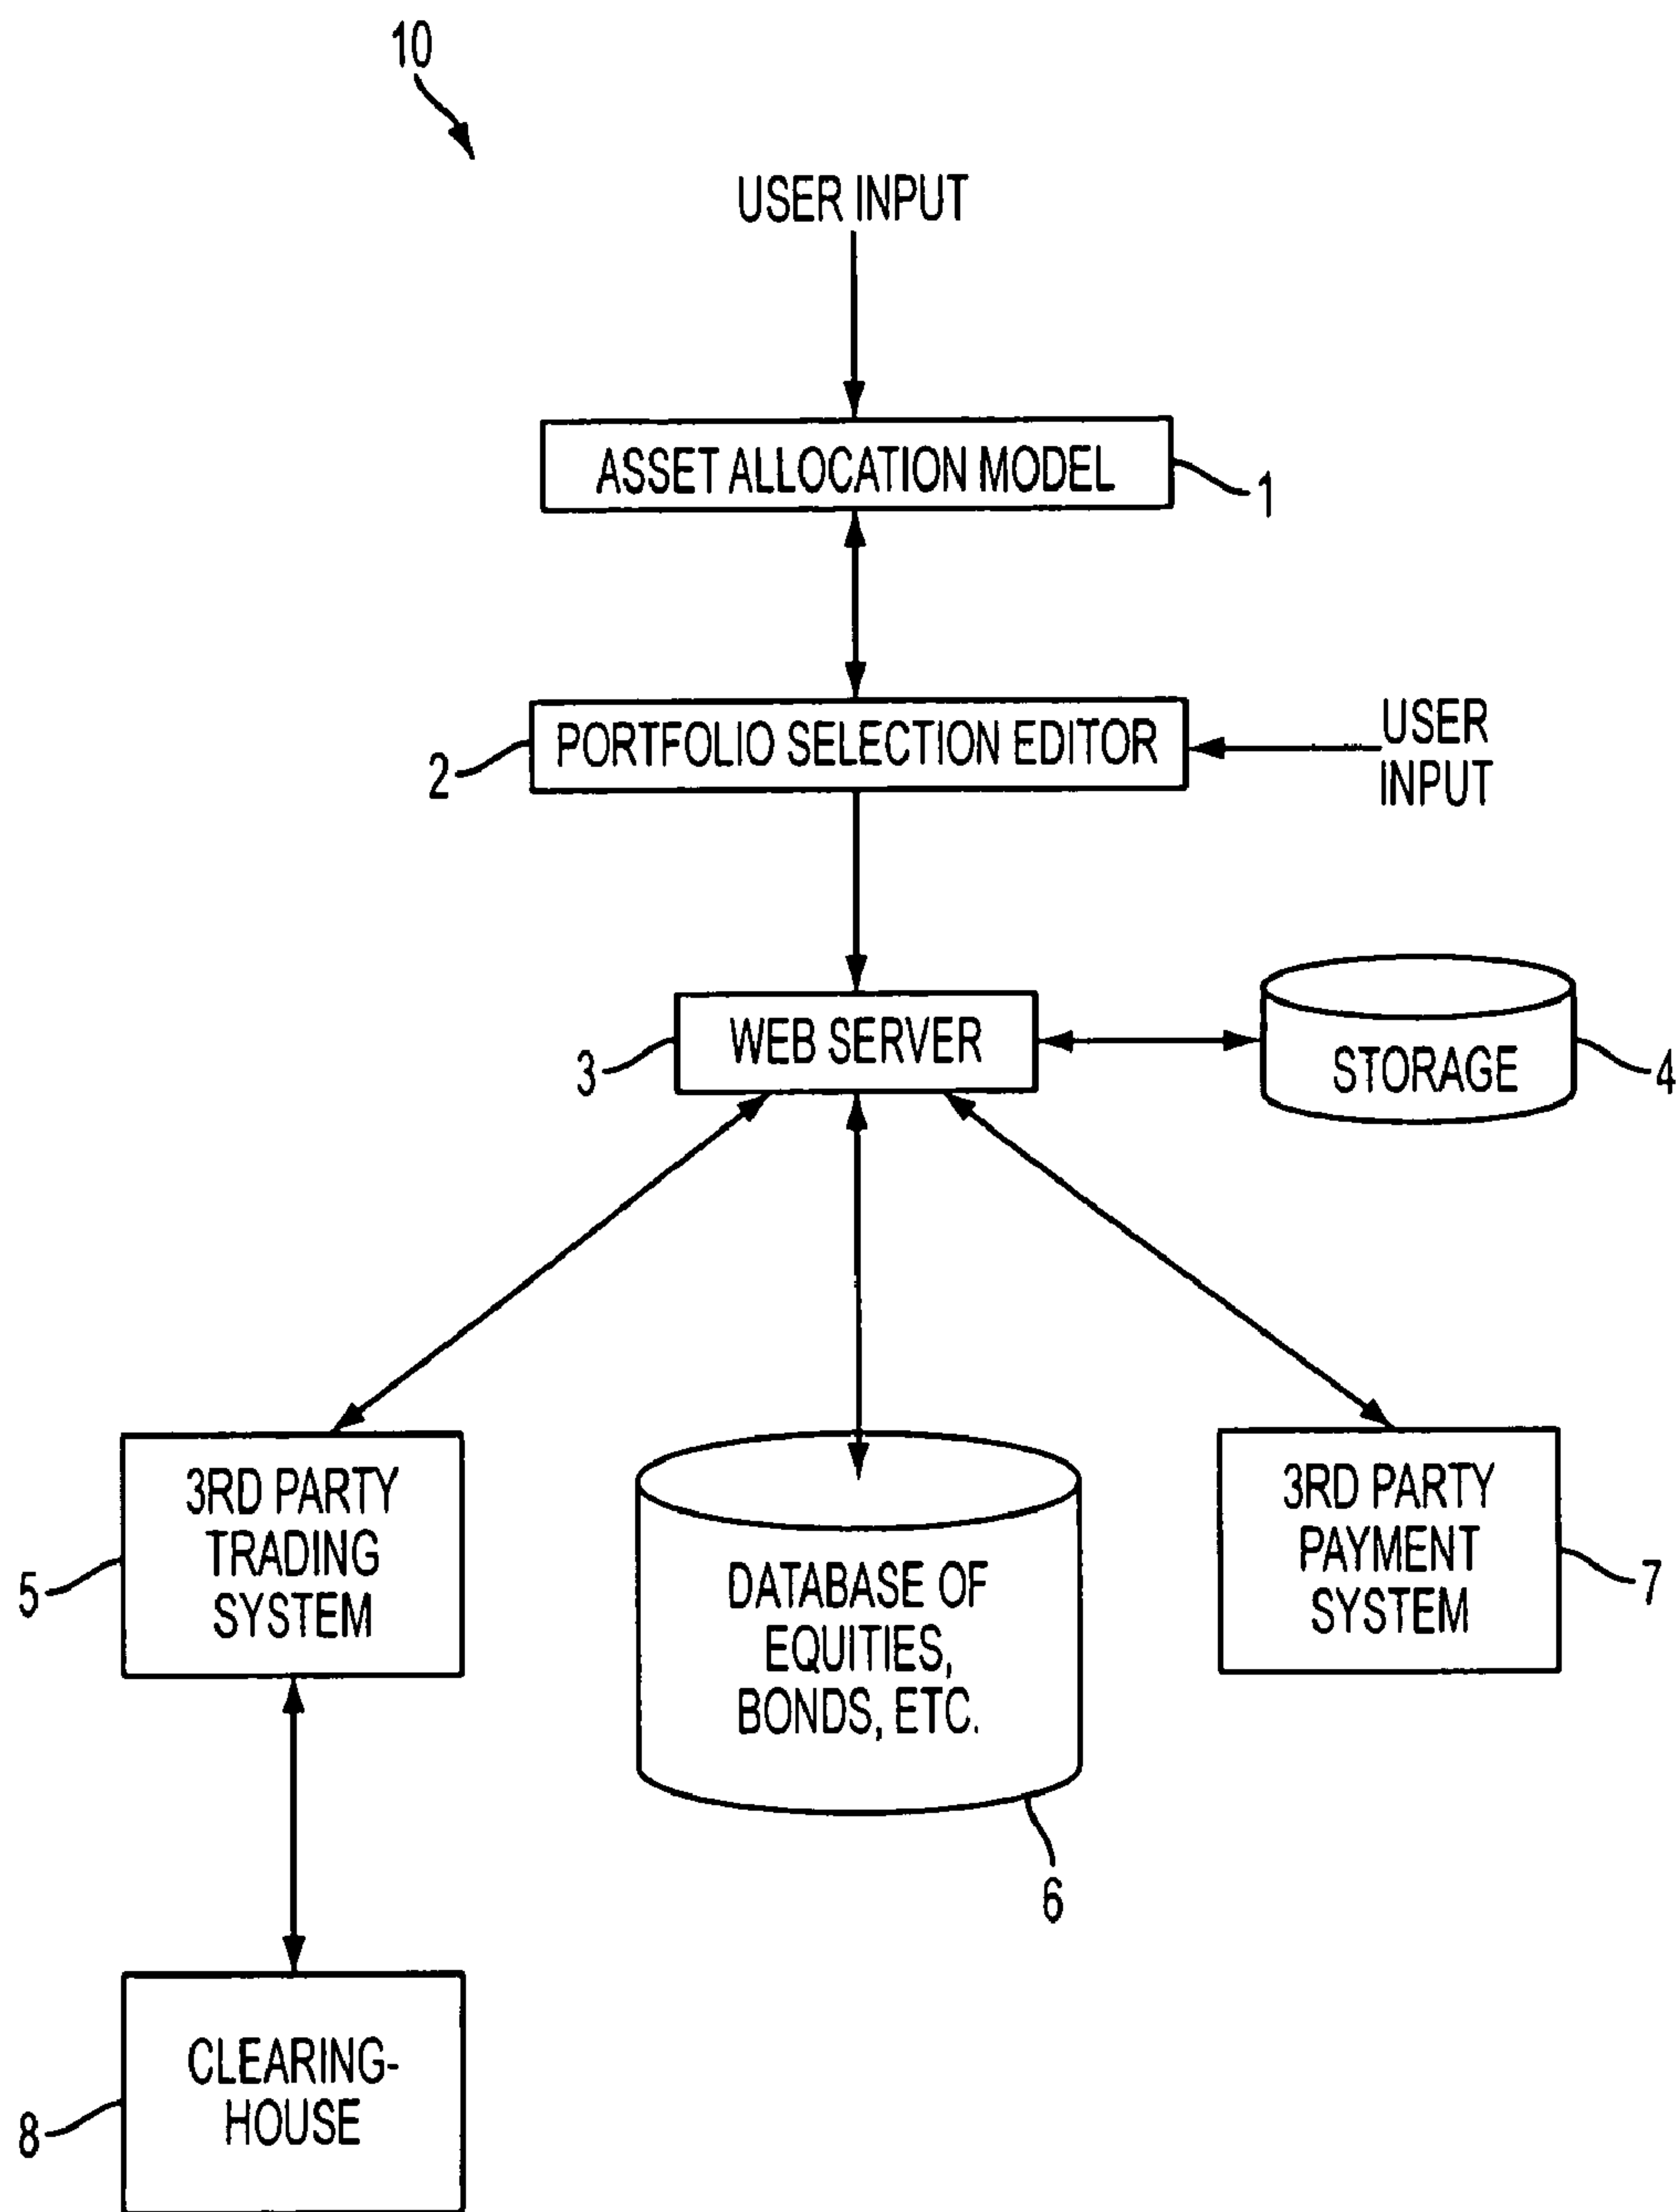 10
USER INPUT
ASSET ALLOCATION MODEL
1
PORTFOLIO SELECTION EDITOR
2
USER
INPUT
WEB SERVER
3
STORAGE
4
3RD PARTY
TRADING
SYSTEM
5
DATABASE OF
EQUITIES,
BONDS, ETC.
6
3RD PARTY
PAYMENT
SYSTEM
7
CLEARING-
HOUSE
8